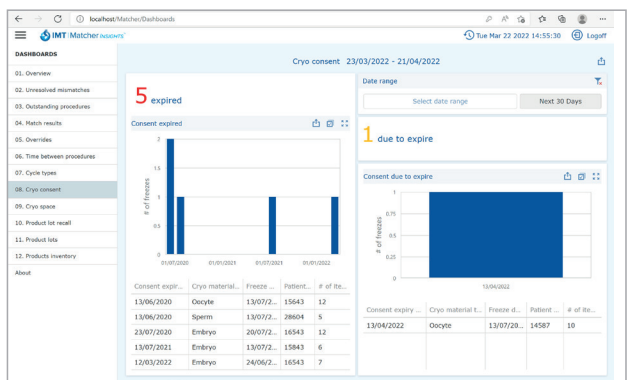 localhost/Matcher/Dashboards
IMT Matcher INSIGHTS
Tue Mar 22 2022 14:55:30
Logoff
DASHBOARDS
01. Overview
02. Unresolved mismatches
03. Outstanding procedures
04. Match results
05. Overrides
06. Time between procedures
07. Cycle types
08. Cryo consent
09. Cryo space
10. Product lot recall
11. Product lots
12. Products inventory
About
Cryo consent 23/03/2022 - 21/04/2022
5 expired
Consent expired
# of freezes
2
1.5
1
0.5
0
01/07/2020 01/01/2021 01/07/2021 01/01/2022
Consent expir... Cryo material... Freeze ... Patient... # of ite...
13/06/2020 Oocyte 13/07/2... 15643 12
13/06/2020 Sperm 13/07/2... 28604 5
23/07/2020 Embryo 20/07/2... 16543 12
13/07/2021 Embryo 13/07/2... 15843 6
12/03/2022 Embryo 24/06/2... 16543 7
Date range
Select date range
Next 30 Days
1 due to expire
Consent due to expire
# of freezes
1
0.75
0.5
0.25
0
13/04/2022
Consent expiry ... Cryo material t... Freeze d... Patient ... # of ite...
13/04/2022 Oocyte 13/07/20... 14587 10